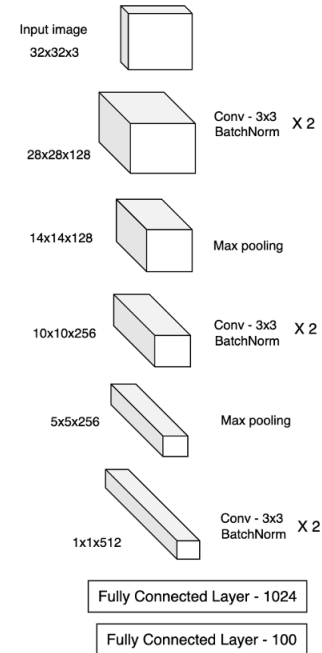 Input image
32x32x3
Conv - 3x3
BatchNorm
X 2
28x28x128
14x14x128
Max pooling
10x10x256
Conv - 3x3
BatchNorm
X 2
5x5x256
Max pooling
Conv - 3x3
BatchNorm
X 2
1x1x512
Fully Connected Layer - 1024
Fully Connected Layer - 100